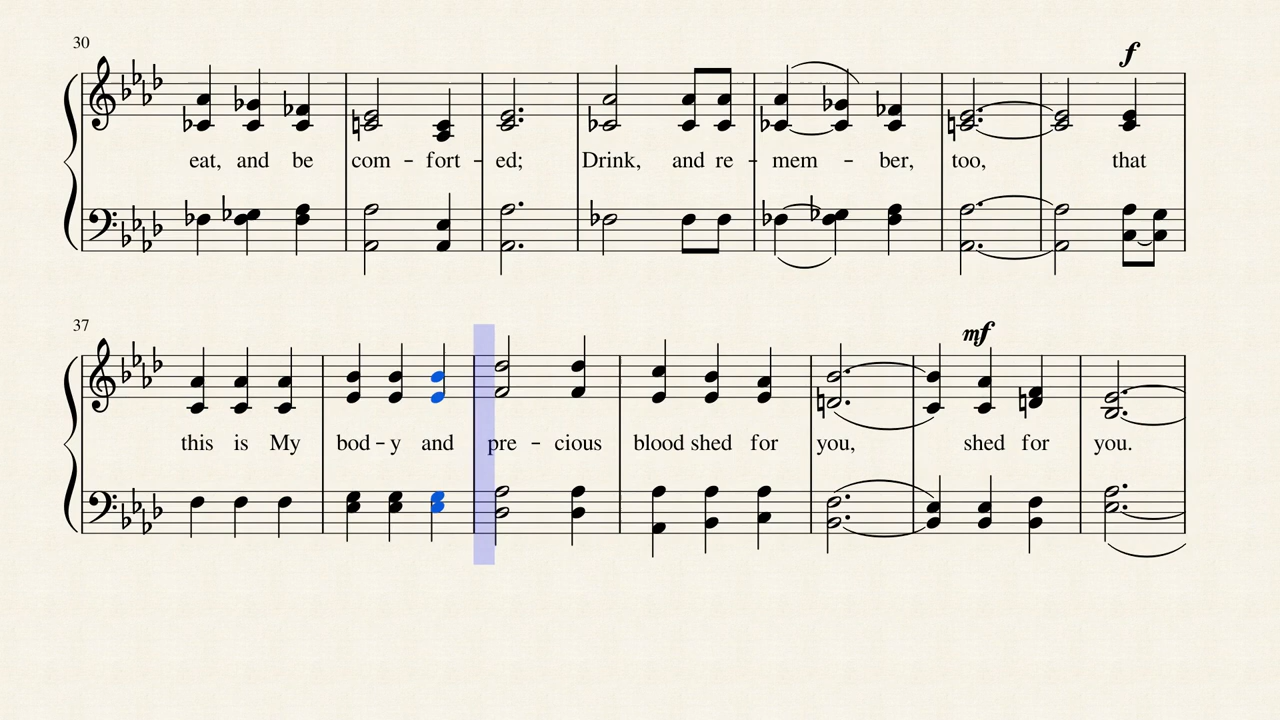 30
f
eat, and be com – fort – ed; Drink, and re – mem – ber, too, that
37
mf
this is My bod – y and pre – cious blood shed for you, shed for you.